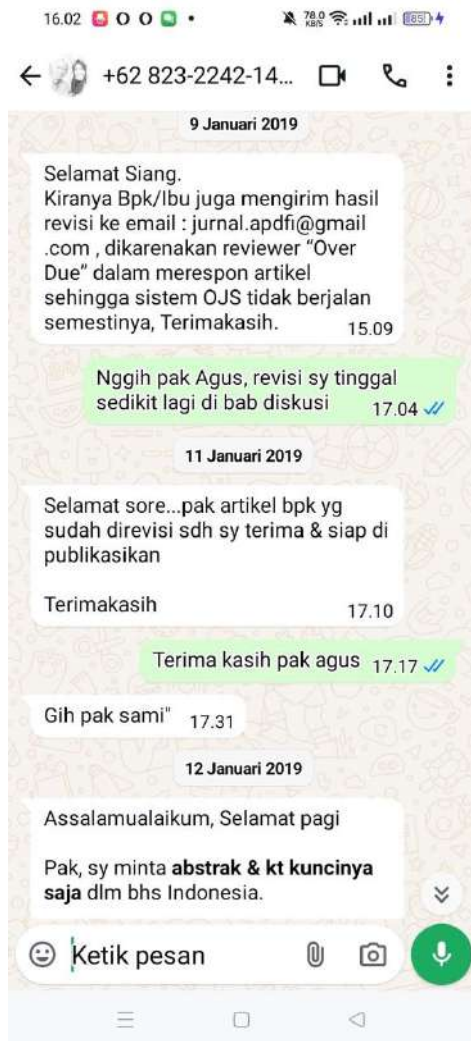 16.02
78.0 KB/S
85
+62 823-2242-14...
9 Januari 2019
Selamat Siang.
Kiranya Bpk/Ibu juga mengirim hasil
revisi ke email : jurnal.apdfi@gmail
.com , dikarenakan reviewer “Over
Due” dalam merespon artikel
sehingga sistem OJS tidak berjalan
semestinya, Terimakasih.
15.09
Nggih pak Agus, revisi sy tinggal
sedikit lagi di bab diskusi
17.04
11 Januari 2019
Selamat sore...pak artikel bpk yg
sudah direvisi sdh sy terima & siap di
publikasikan
Terimakasih
17.10
Terima kasih pak agus
17.17
Gih pak sami"
17.31
12 Januari 2019
Assalamualaikum, Selamat pagi
Pak, sy minta abstrak & kt kuncinya
saja dlm bhs Indonesia.
Ketik pesan